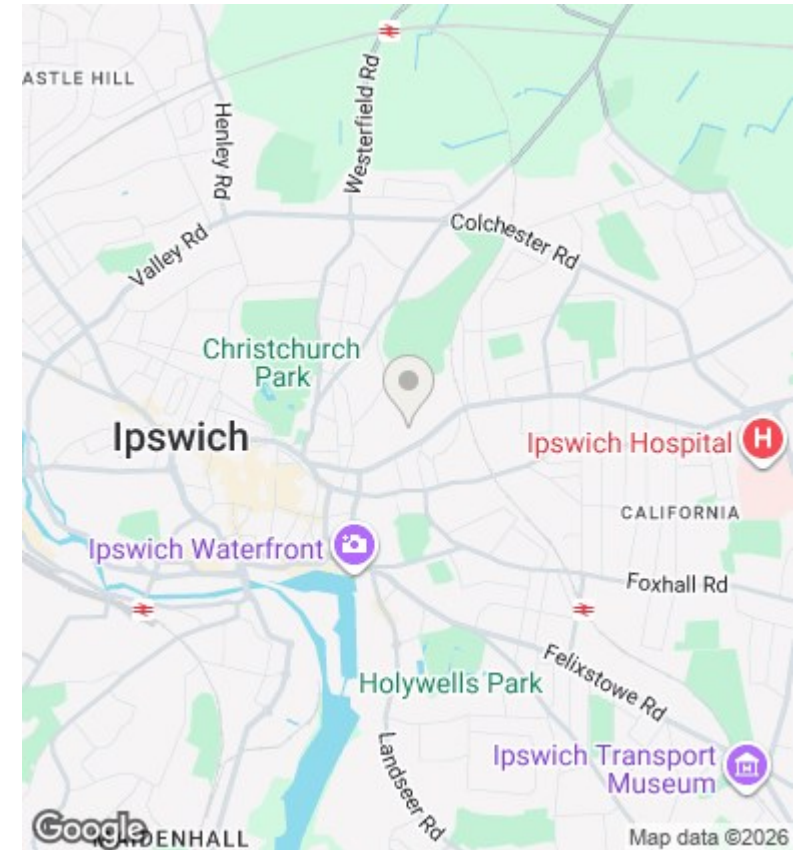 ASTLE HILL
Westerfield Rd
Henley Rd
Colchester Rd
Valley Rd
Christchurch
Park
Ipswich
Ipswich Hospital
H
CALIFORNIA
Ipswich Waterfront
Foxhall Rd
Holywells Park
Felixstowe Rd
Landseer Rd
Ipswich Transport
Museum
Google
AIDENHALL
Map data ©2026